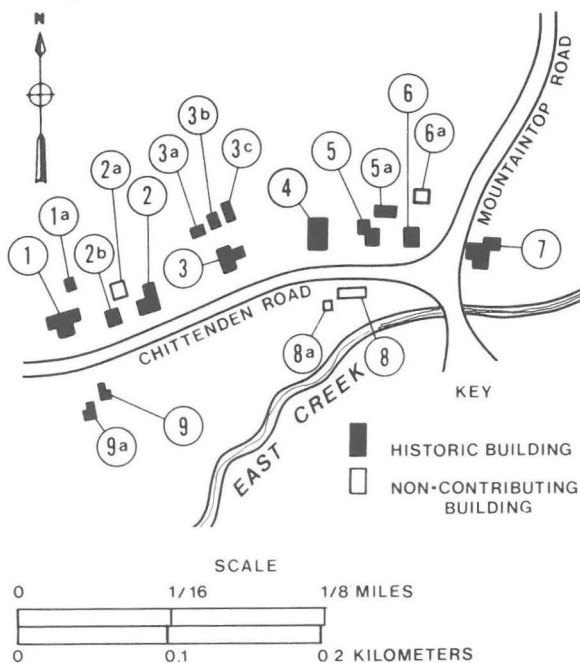 N
MOUNTAINTOP ROAD
6
6a
3b
3c
3a
5
5a
2a
2
4
1a
1
2b
3
7
CHITTENDEN ROAD
8a
8
EAST CREEK
9
9a
KEY
HISTORIC BUILDING
NON-CONTRIBUTING
BUILDING
SCALE
0 1/16 1/8 MILES
0 0.1 0 2 KILOMETERS